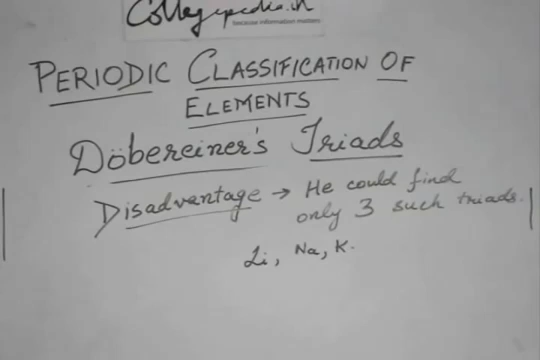 Collegepedia.in
because information matters
PERIODIC CLASSIFICATION OF
ELEMENTS
Döbereiner's Triads
Disadvantage → He could find
only 3 such triads.
Li, Na, K.